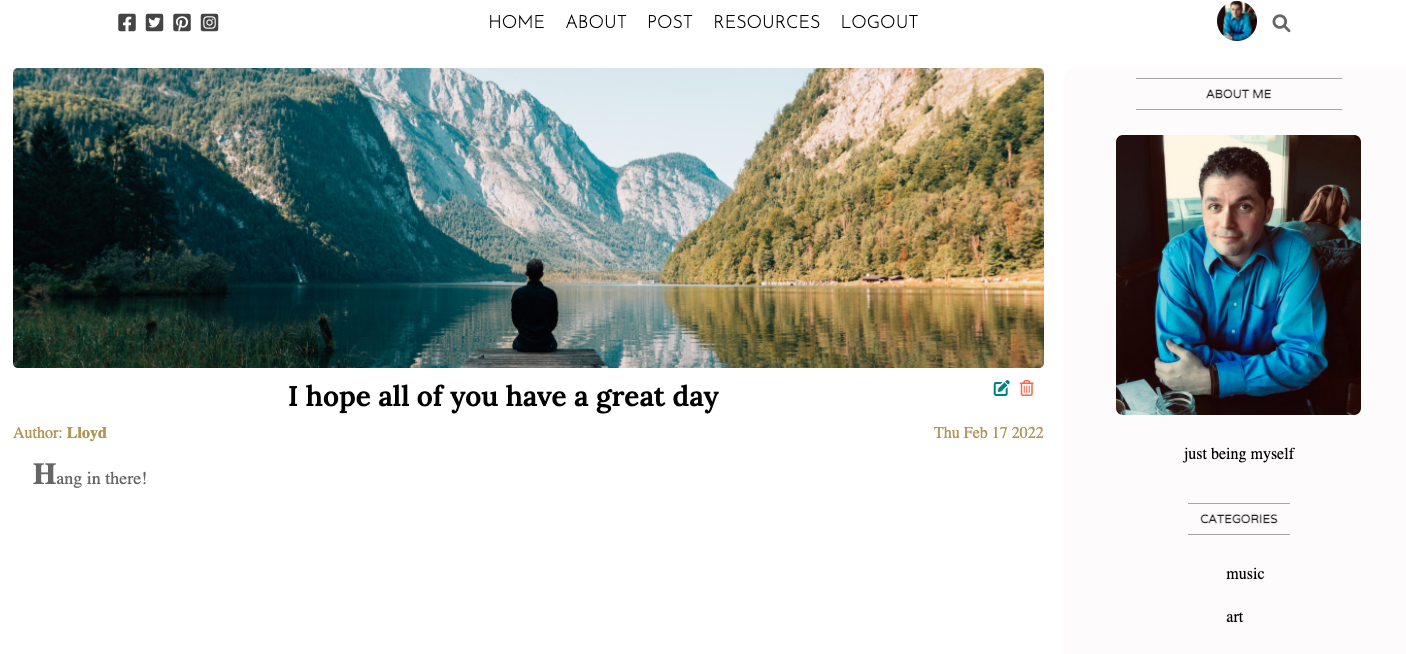 HOME ABOUT POST RESOURCES LOGOUT
ABOUT ME
I hope all of you have a great day
Author: Lloyd
Thu Feb 17 2022
Hang in there!
just being myself
CATEGORIES
music
art